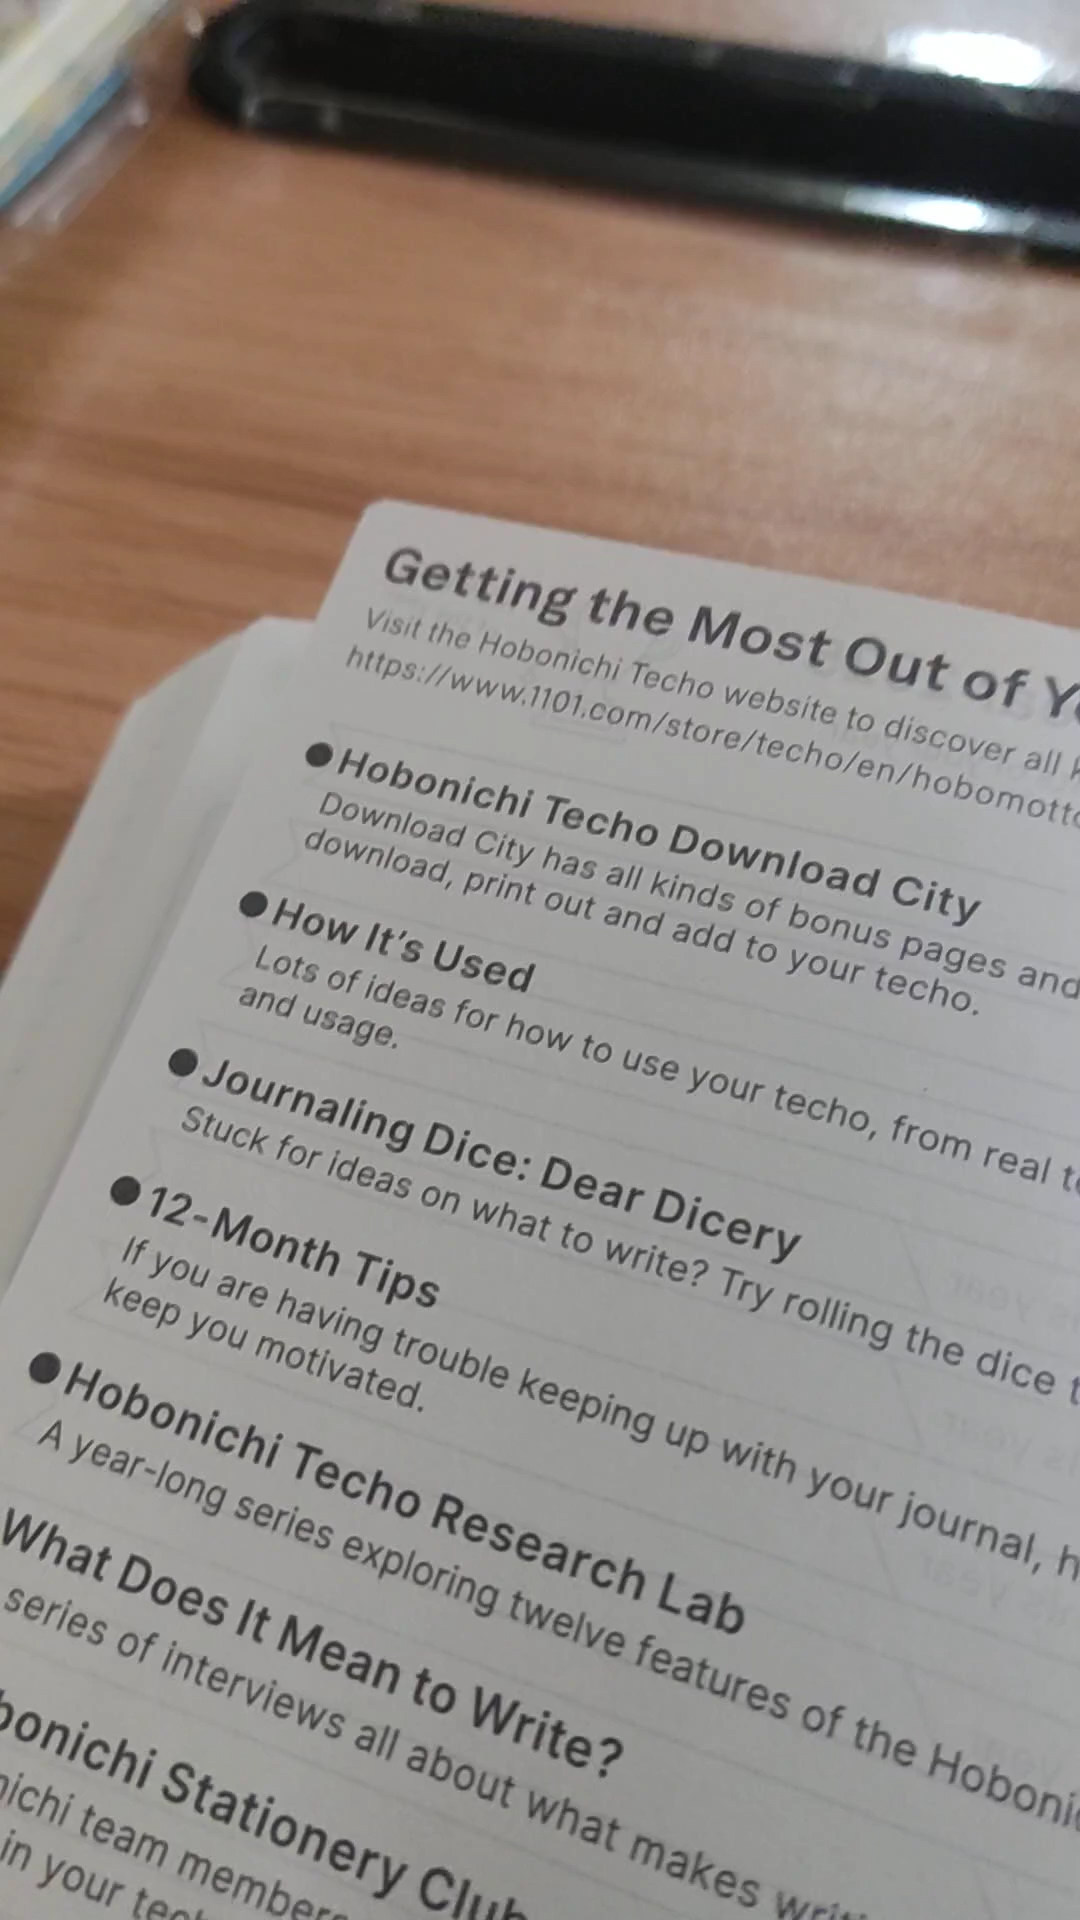 Getting the Most Out of
Visit the Hobonichi Techo website to discover all
https://www.1101.com/store/techo/en/hobomotto
●Hobonichi Techo Download City
Download City has all kinds of bonus pages and
download, print out and add to your techo.
●How It's Used
Lots of ideas for how to use your techo, from real
and usage.
●Journaling Dice: Dear Dicery
Stuck for ideas on what to write? Try rolling the dice
●12-Month Tips
If you are having trouble keeping up with your journal,
keep you motivated.
●Hobonichi Techo Research Lab
A year-long series exploring twelve features of the
What Does It Mean to Write?
series of interviews all about what makes
Stationery Club
team members
in your